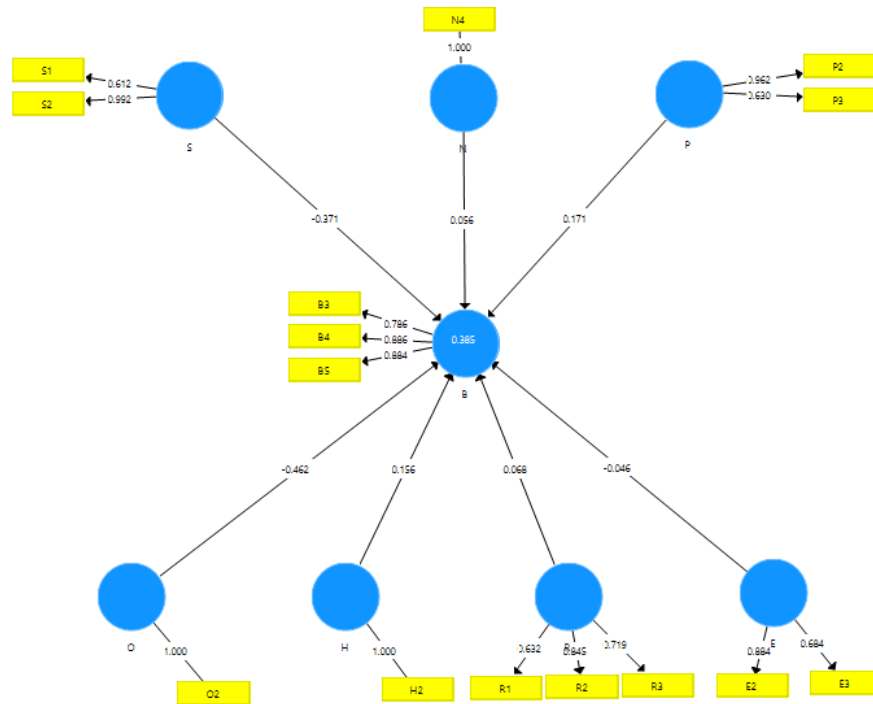 N4
1.000
S1
0.612
S2
0.992
P2
0.962
P3
0.630
S
N
P
-0.371
0.056
0.171
B3
0.786
B4
0.886
B5
0.884
0.385
B
-0.462
0.156
0.068
-0.046
O
H
R
E
1.000
1.000
0.632
0.845
0.719
0.884
0.684
O2
H2
R1
R2
R3
E2
E3